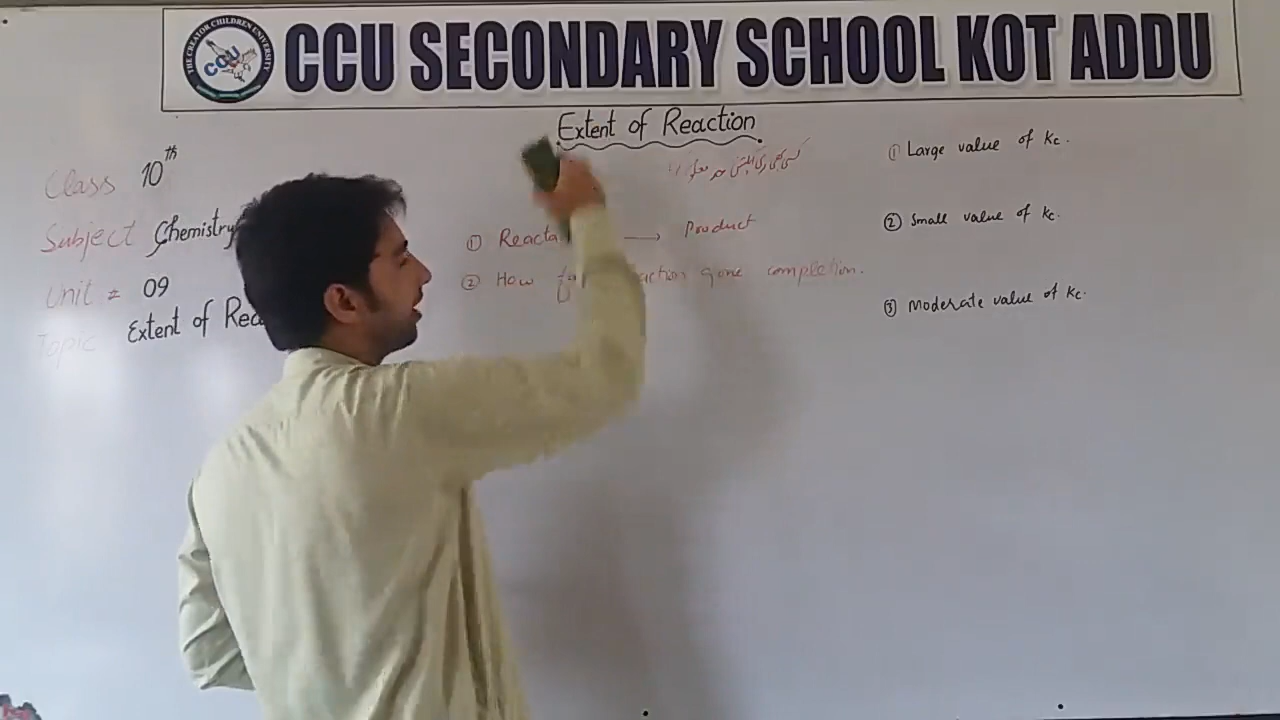 THE CREATOR CHILDREN UNIVERSITY
CCU
CCU SECONDARY SCHOOL KOT ADDU
Extent of Reaction
Class 10th
Subject Chemistry
Unit # 09
Topic Extent of Rea
① Reacta → Product
② How action gone completion.
① Large value of Kc.
② Small value of Kc.
③ Moderate value of Kc.